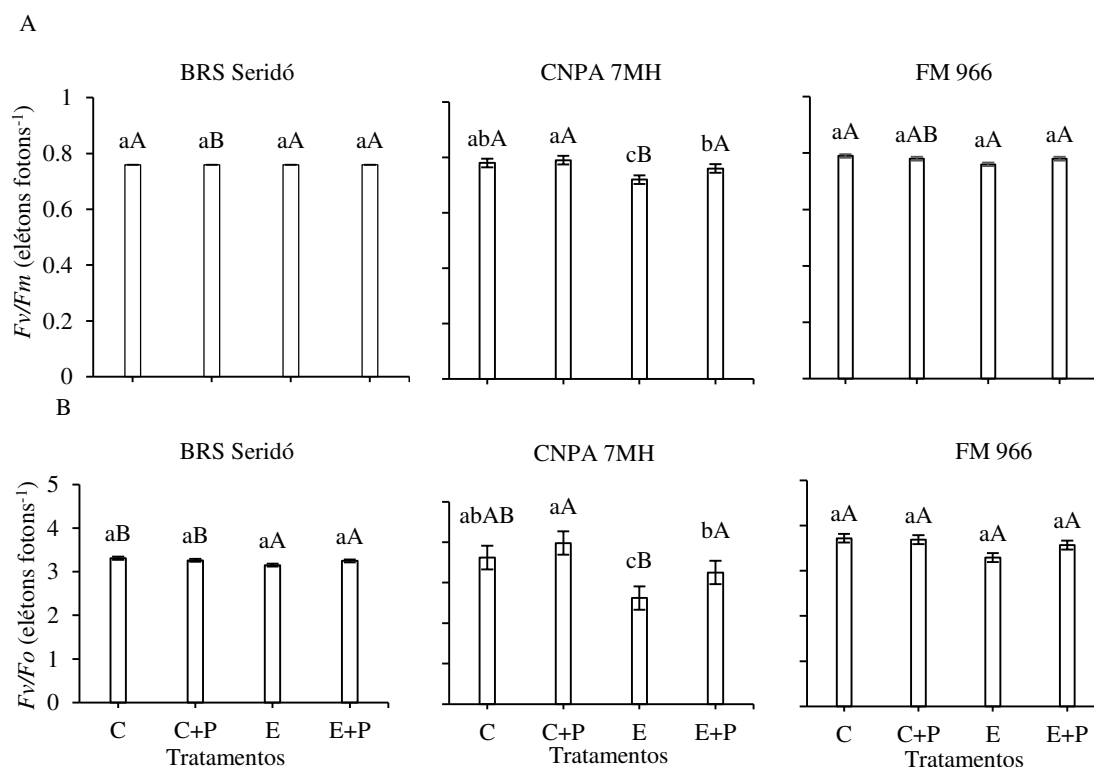 A
BRS Seridó
CNPA 7MH
FM 966
Fv/Fm (elétons fotons-1)
1
0.8
0.6
0.4
0.2
0
aA aB aA aA
abA aA cB bA
aA aAB aA aA
B
BRS Seridó
CNPA 7MH
FM 966
Fv/Fo (elétons fotons-1)
5
4
3
2
1
0
aB aB aA aA
abAB aA cB bA
aA aA aA aA
C C+P E E+P
C C+P E E+P
C C+P E E+P
Tratamentos
Tratamentos
Tratamentos